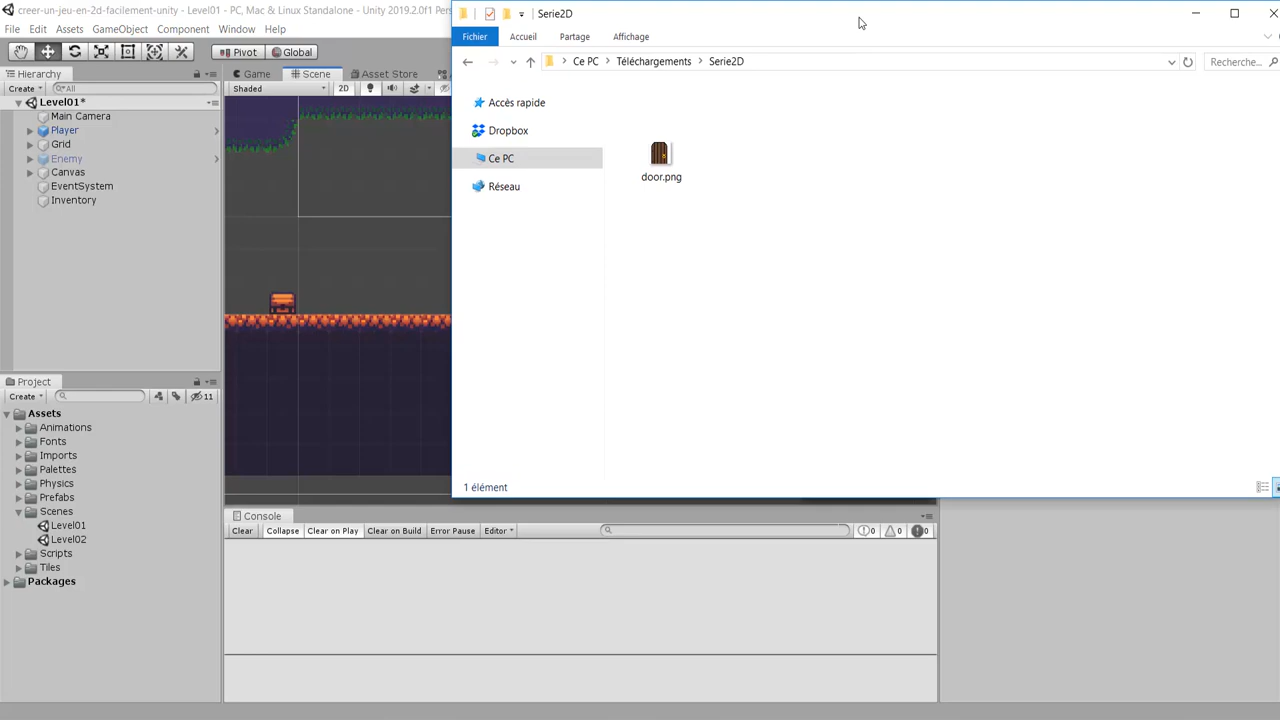 creer-un-jeu-en-2d-facilement-unity - Level01 - PC, Mac & Linux Standalone - Unity 2019.2.0f1 Pers
File Edit Assets GameObject Component Window Help
Pivot Global
Hierarchy
Create All
Level01*
Main Camera
Player
Grid
Enemy
Canvas
EventSystem
Inventory
Game Scene Asset Store
Shaded 2D
Project
Create 11
Assets
Animations
Fonts
Imports
Palettes
Physics
Prefabs
Scenes
Level01
Level02
Scripts
Tiles
Packages
Serie2D
Fichier Accueil Partage Affichage
Ce PC > Téléchargements > Serie2D
Recherche...
Accès rapide
Dropbox
Ce PC
Réseau
door.png
1 élément
Console
Clear Collapse Clear on Play Clear on Build Error Pause Editor
0 0 0